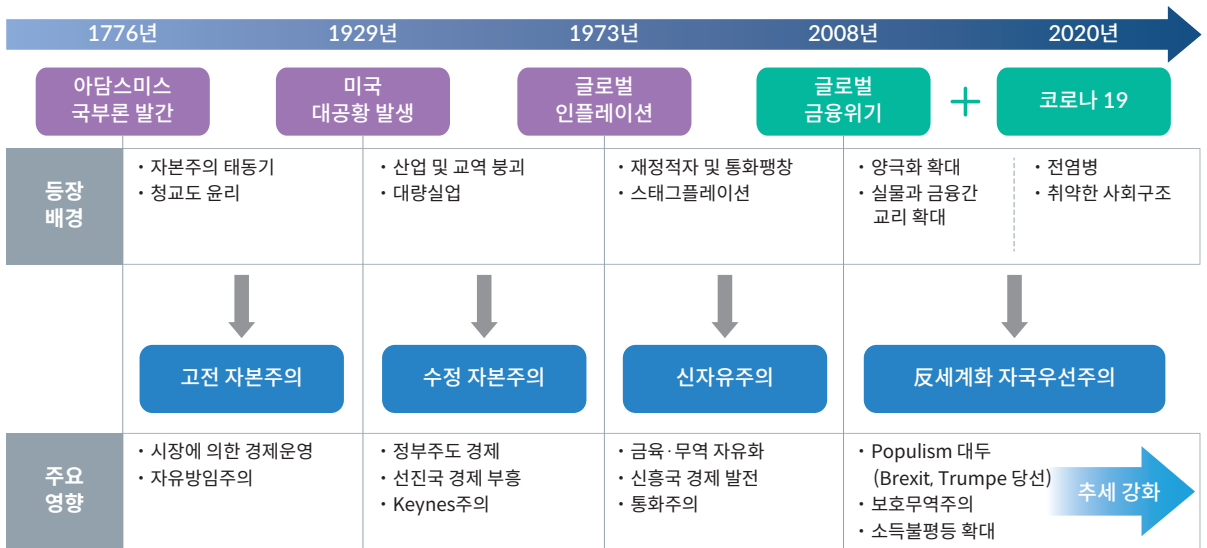 1776년
1929년
1973년
2008년
2020년
아담스미스
국부론 발간
미국
대공황 발생
글로벌
인플레이션
글로벌
금융위기
+
코로나 19
등장
배경
· 자본주의 태동기
· 청교도 윤리
· 산업 및 교역 붕괴
· 대량실업
· 재정적자 및 통화팽창
· 스태그플레이션
· 양극화 확대
· 실물과 금융간
교리 확대
· 전염병
· 취약한 사회구조
고전 자본주의
수정 자본주의
신자유주의
反세계화 자국우선주의
주요
영향
· 시장에 의한 경제운영
· 자유방임주의
· 정부주도 경제
· 선진국 경제 부흥
· Keynes주의
· 금육·무역 자유화
· 신흥국 경제 발전
· 통화주의
· Populism 대두
(Brexit, Trumpe 당선)
· 보호무역주의
· 소득불평등 확대
추세 강화